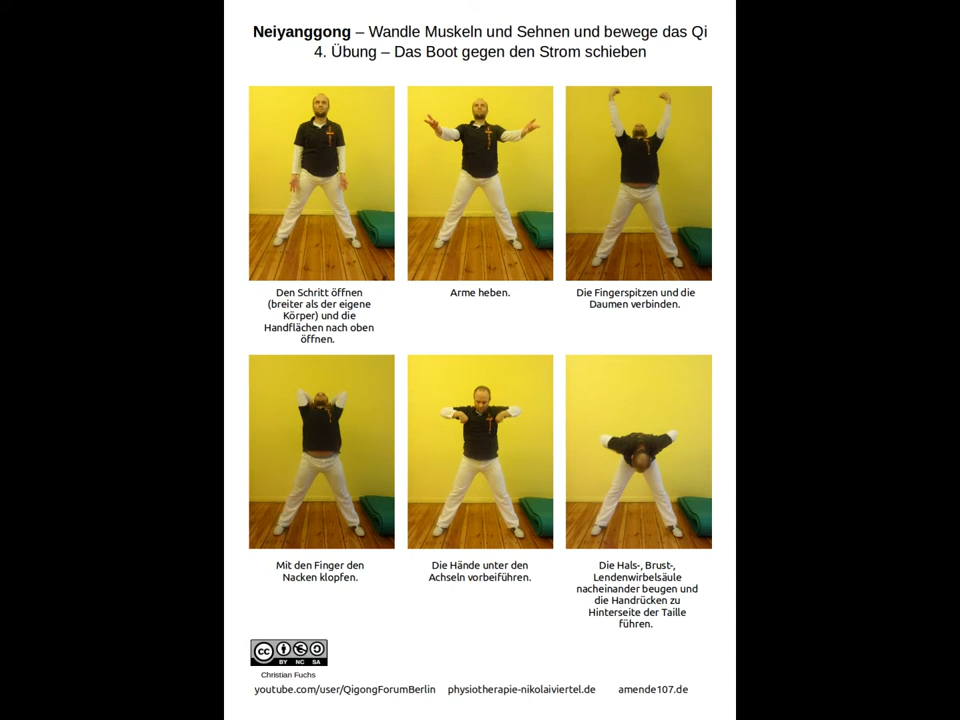 Neiyanggong – Wandle Muskeln und Sehnen und bewege das Qi
4. Übung – Das Boot gegen den Strom schieben
Den Schritt öffnen
(breiter als der eigene
Körper) und die
Handflächen nach oben
öffnen.
Arme heben.
Die Fingerspitzen und die
Daumen verbinden.
Mit den Finger den
Nacken klopfen.
Die Hände unter den
Achseln vorbeiführen.
Die Hals-, Brust-,
Lendenwirbelsäule
nacheinander beugen und
die Handrücken zu
Hinterseite der Taille
führen.
cc BY NC SA
Christian Fuchs
youtube.com/user/QigongForumBerlin physiotherapie-nikolaiviertel.de amende107.de